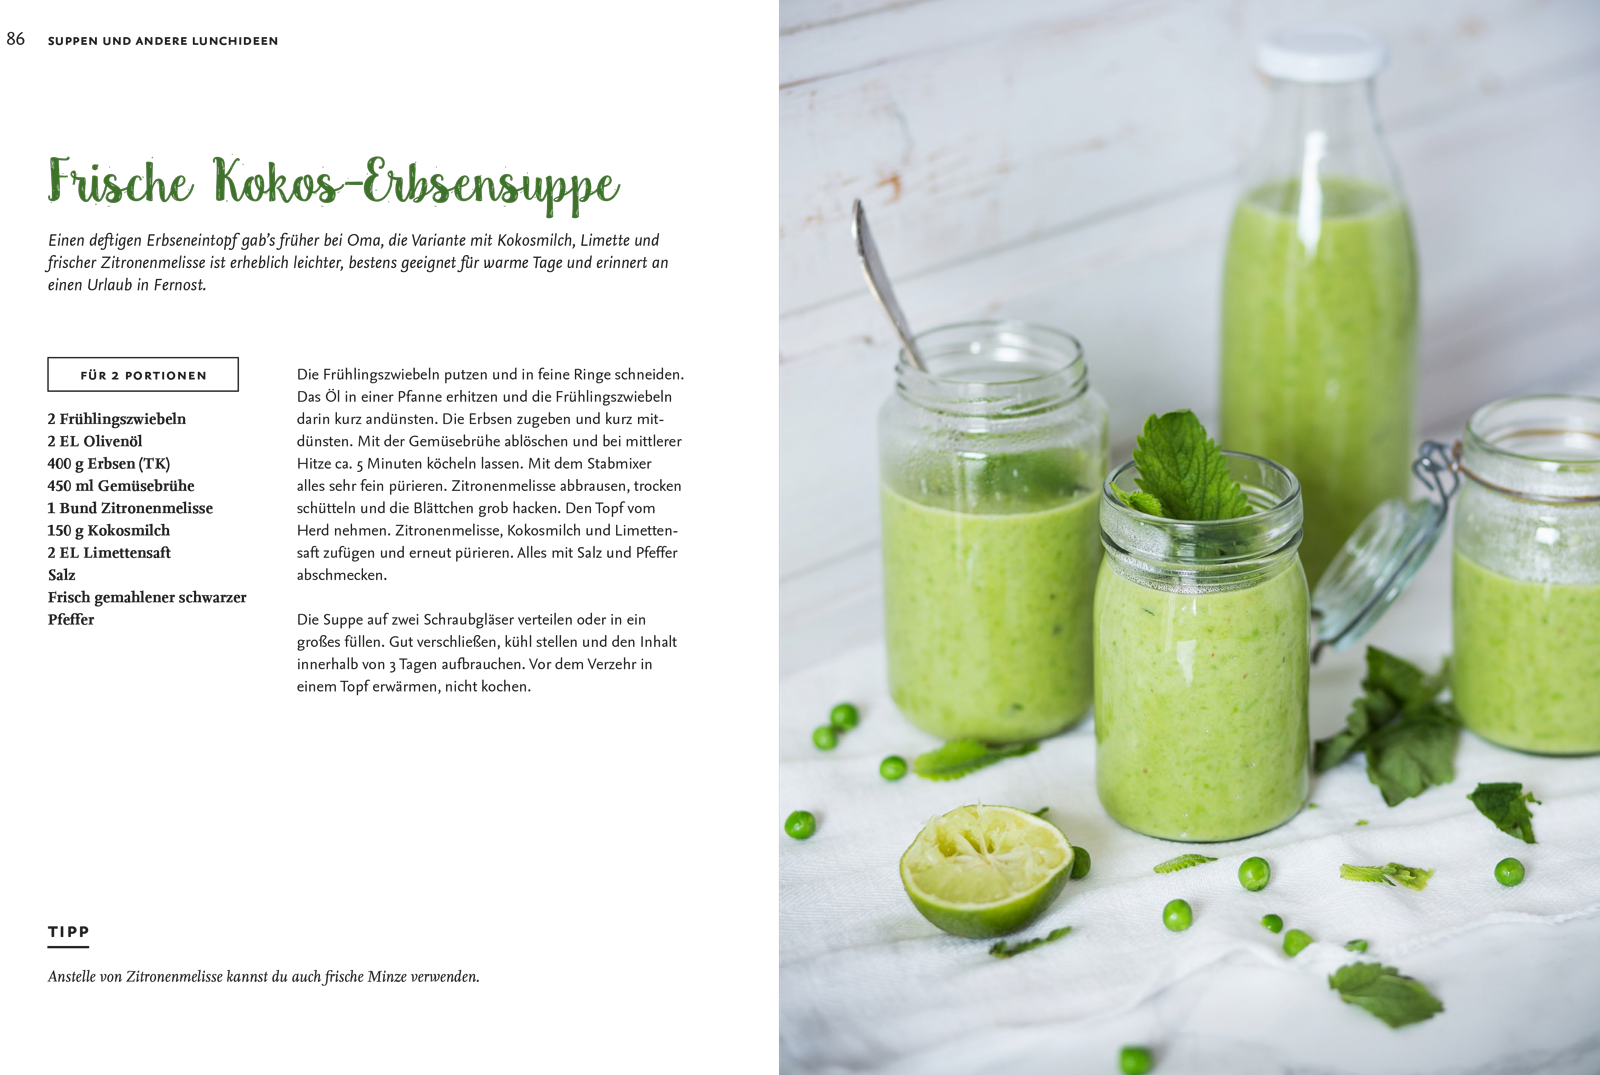 86 SUPPEN UND ANDERE LUNCHIDEEN
Frische Kokos-Erbsensuppe
Einen deftigen Erbseneintopf gab's früher bei Oma, die Variante mit Kokosmilch, Limette und
frischer Zitronenmelisse ist erheblich leichter, bestens geeignet für warme Tage und erinnert an
einen Urlaub in Fernost.
FÜR 2 PORTIONEN
2 Frühlingszwiebeln
2 EL Olivenöl
400 g Erbsen (TK)
450 ml Gemüsebrühe
1 Bund Zitronenmelisse
150 g Kokosmilch
2 EL Limettensaft
Salz
Frisch gemahlener schwarzer
Pfeffer
Die Frühlingszwiebeln putzen und in feine Ringe schneiden.
Das Öl in einer Pfanne erhitzen und die Frühlingszwiebeln
darin kurz andünsten. Die Erbsen zugeben und kurz mit-
dünsten. Mit der Gemüsebrühe ablöschen und bei mittlerer
Hitze ca. 5 Minuten köcheln lassen. Mit dem Stabmixer
alles sehr fein pürieren. Zitronenmelisse abbrausen, trocken
schütteln und die Blättchen grob hacken. Den Topf vom
Herd nehmen. Zitronenmelisse, Kokosmilch und Limetten-
saft zufügen und erneut pürieren. Alles mit Salz und Pfeffer
abschmecken.
Die Suppe auf zwei Schraubgläser verteilen oder in ein
großes füllen. Gut verschließen, kühl stellen und den Inhalt
innerhalb von 3 Tagen aufbrauchen. Vor dem Verzehr in
einem Topf erwärmen, nicht kochen.
TIPP
Anstelle von Zitronenmelisse kannst du auch frische Minze verwenden.